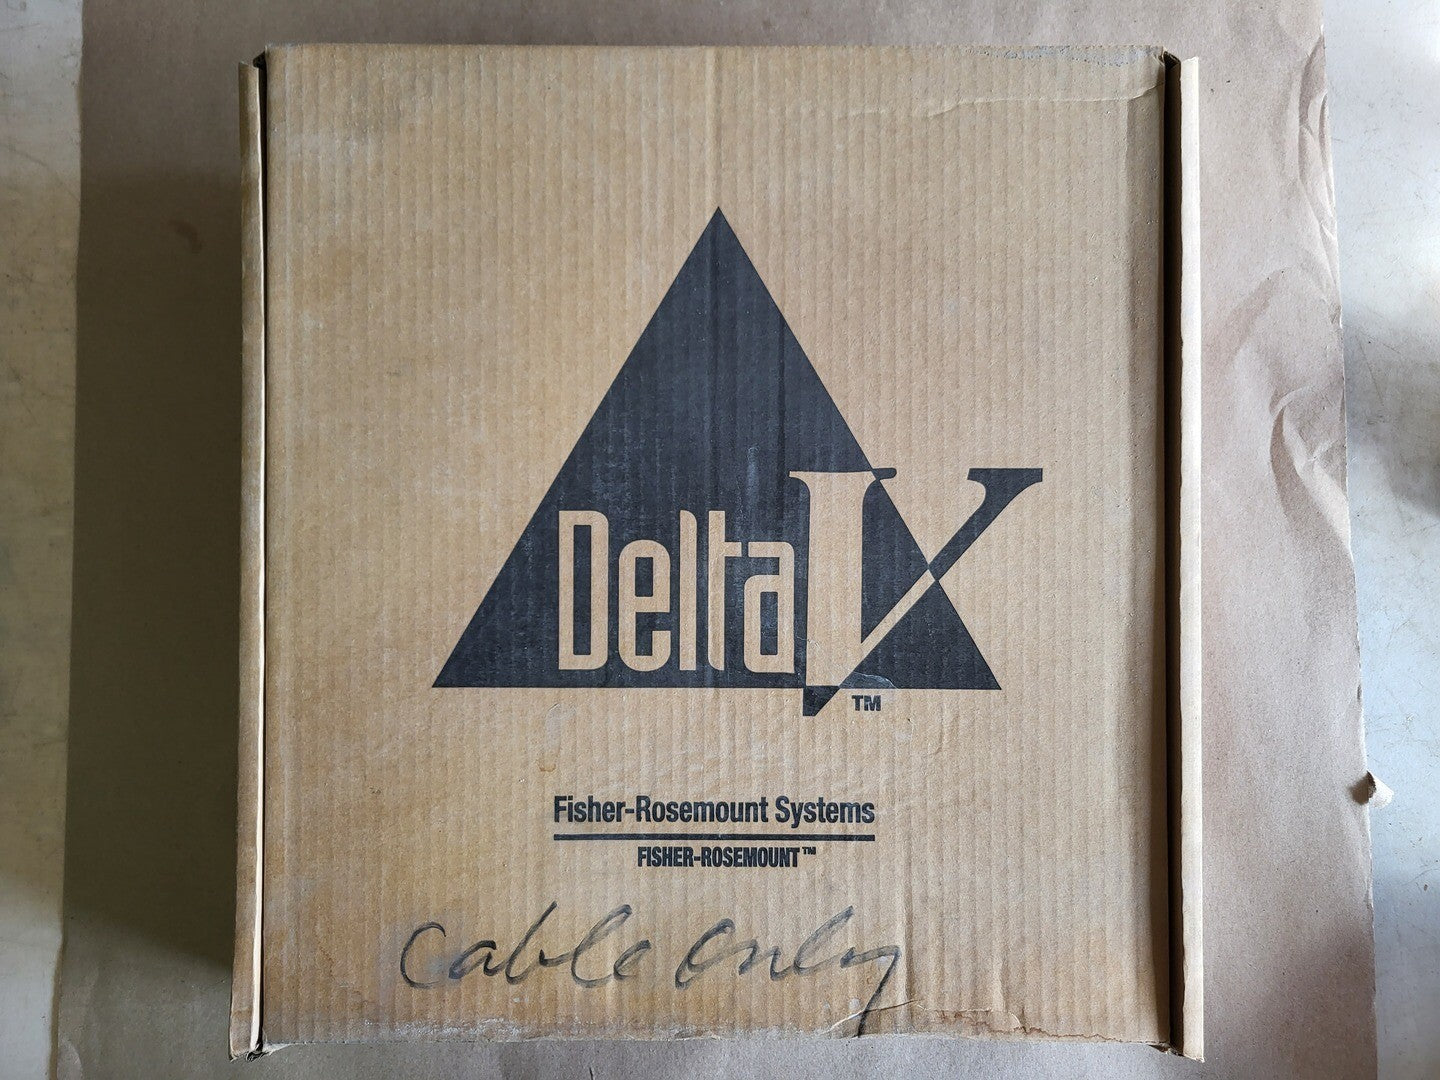 DeltaV™
Fisher-Rosemount Systems
FISHER-ROSEMOUNT™
cable only